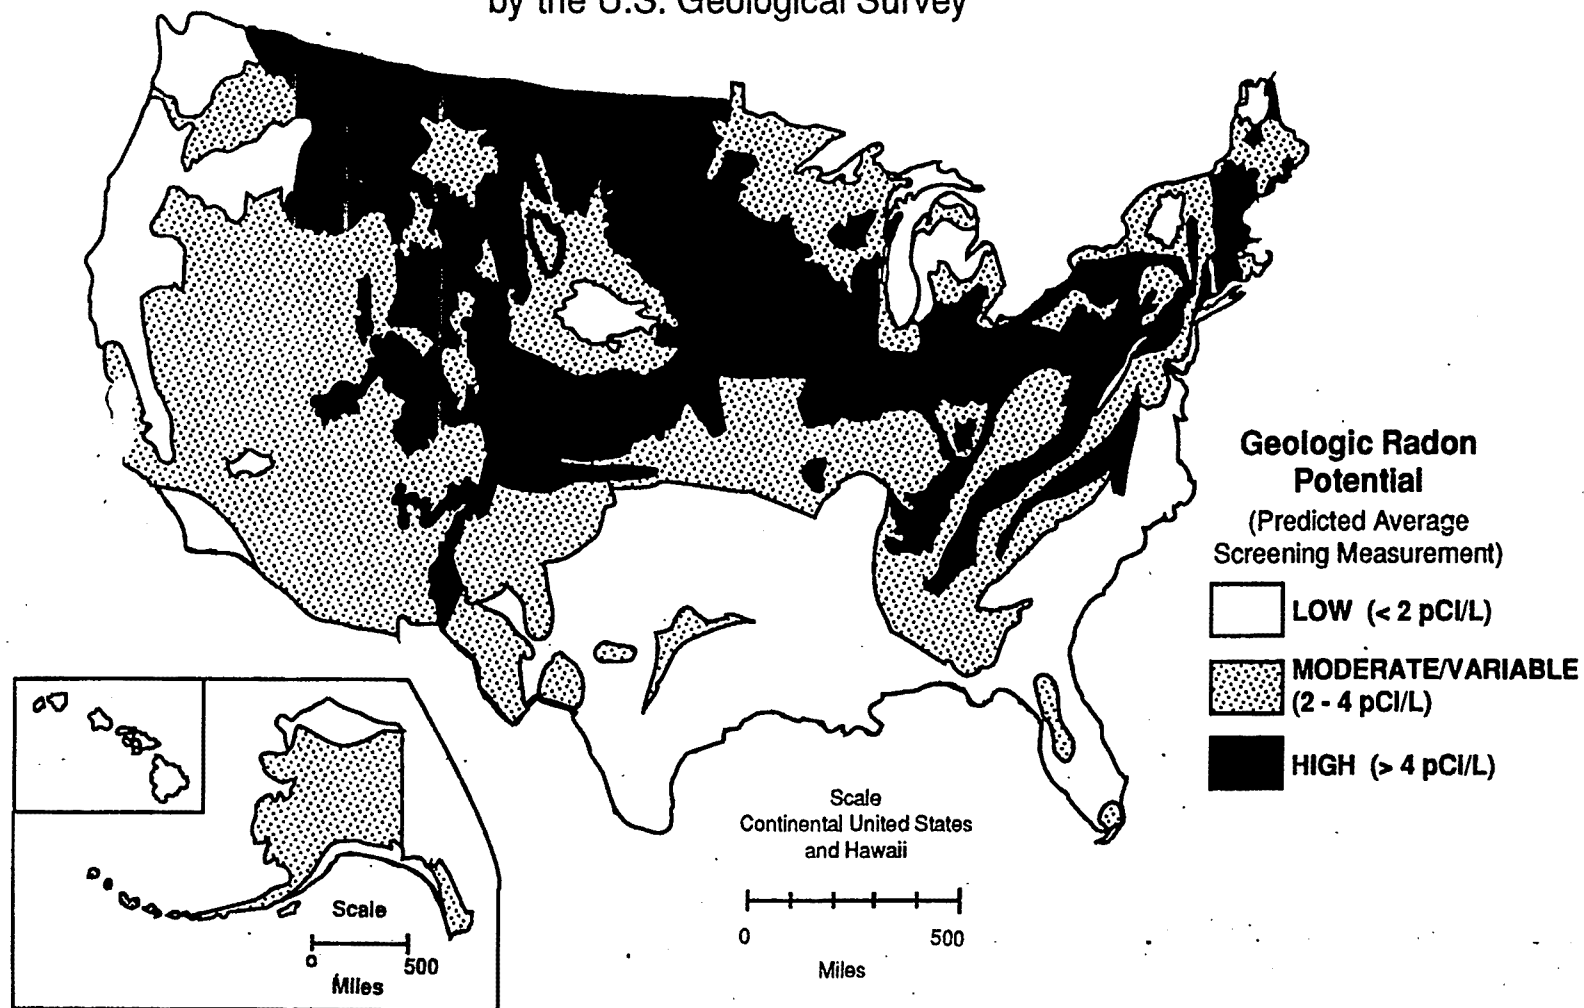 by the U.S. Geological Survey
Geologic Radon
Potential
(Predicted Average
Screening Measurement)
LOW (< 2 pCi/L)
MODERATE/VARIABLE
(2 - 4 pCi/L)
HIGH (> 4 pCi/L)
Scale
Continental United States
and Hawaii
0 500
Miles
Scale
0 500
Miles